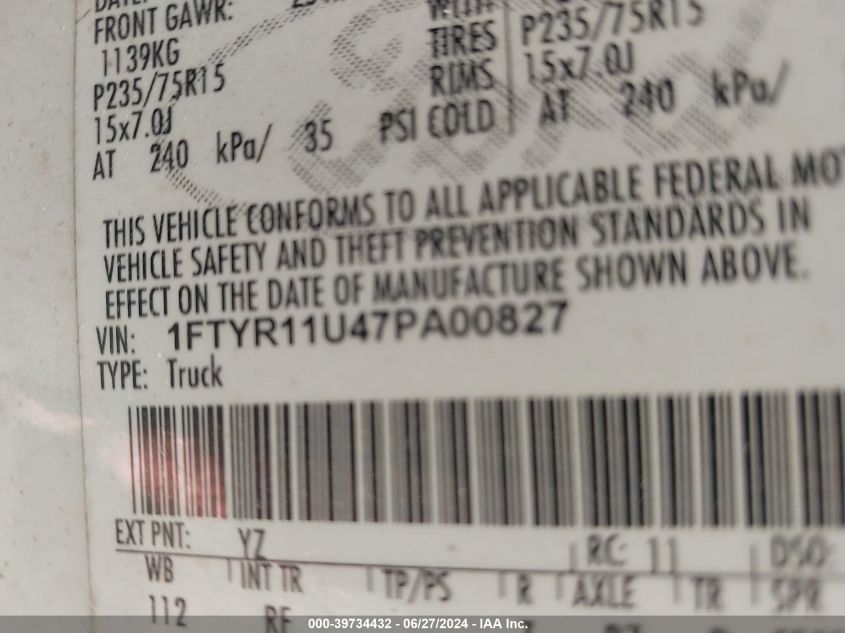 FRONT GAWR: WITH
1139KG TIRES P235/75R15
P235/75R15 RIMS 15x7.0J
15x7.0J AT 240 kPa/
AT 240 kPa/ 35 PSI COLD
THIS VEHICLE CONFORMS TO ALL APPLICABLE FEDERAL MO
VEHICLE SAFETY AND THEFT PREVENTION STANDARDS IN
EFFECT ON THE DATE OF MANUFACTURE SHOWN ABOVE.
VIN: 1FTYR11U47PA00827
TYPE: Truck
EXT PNT: YZ RC: 11 DSO:
WB INT TR TP/PS R AXLE TR SPR
112 RF
000-39734432 - 06/27/2024 - IAA Inc.